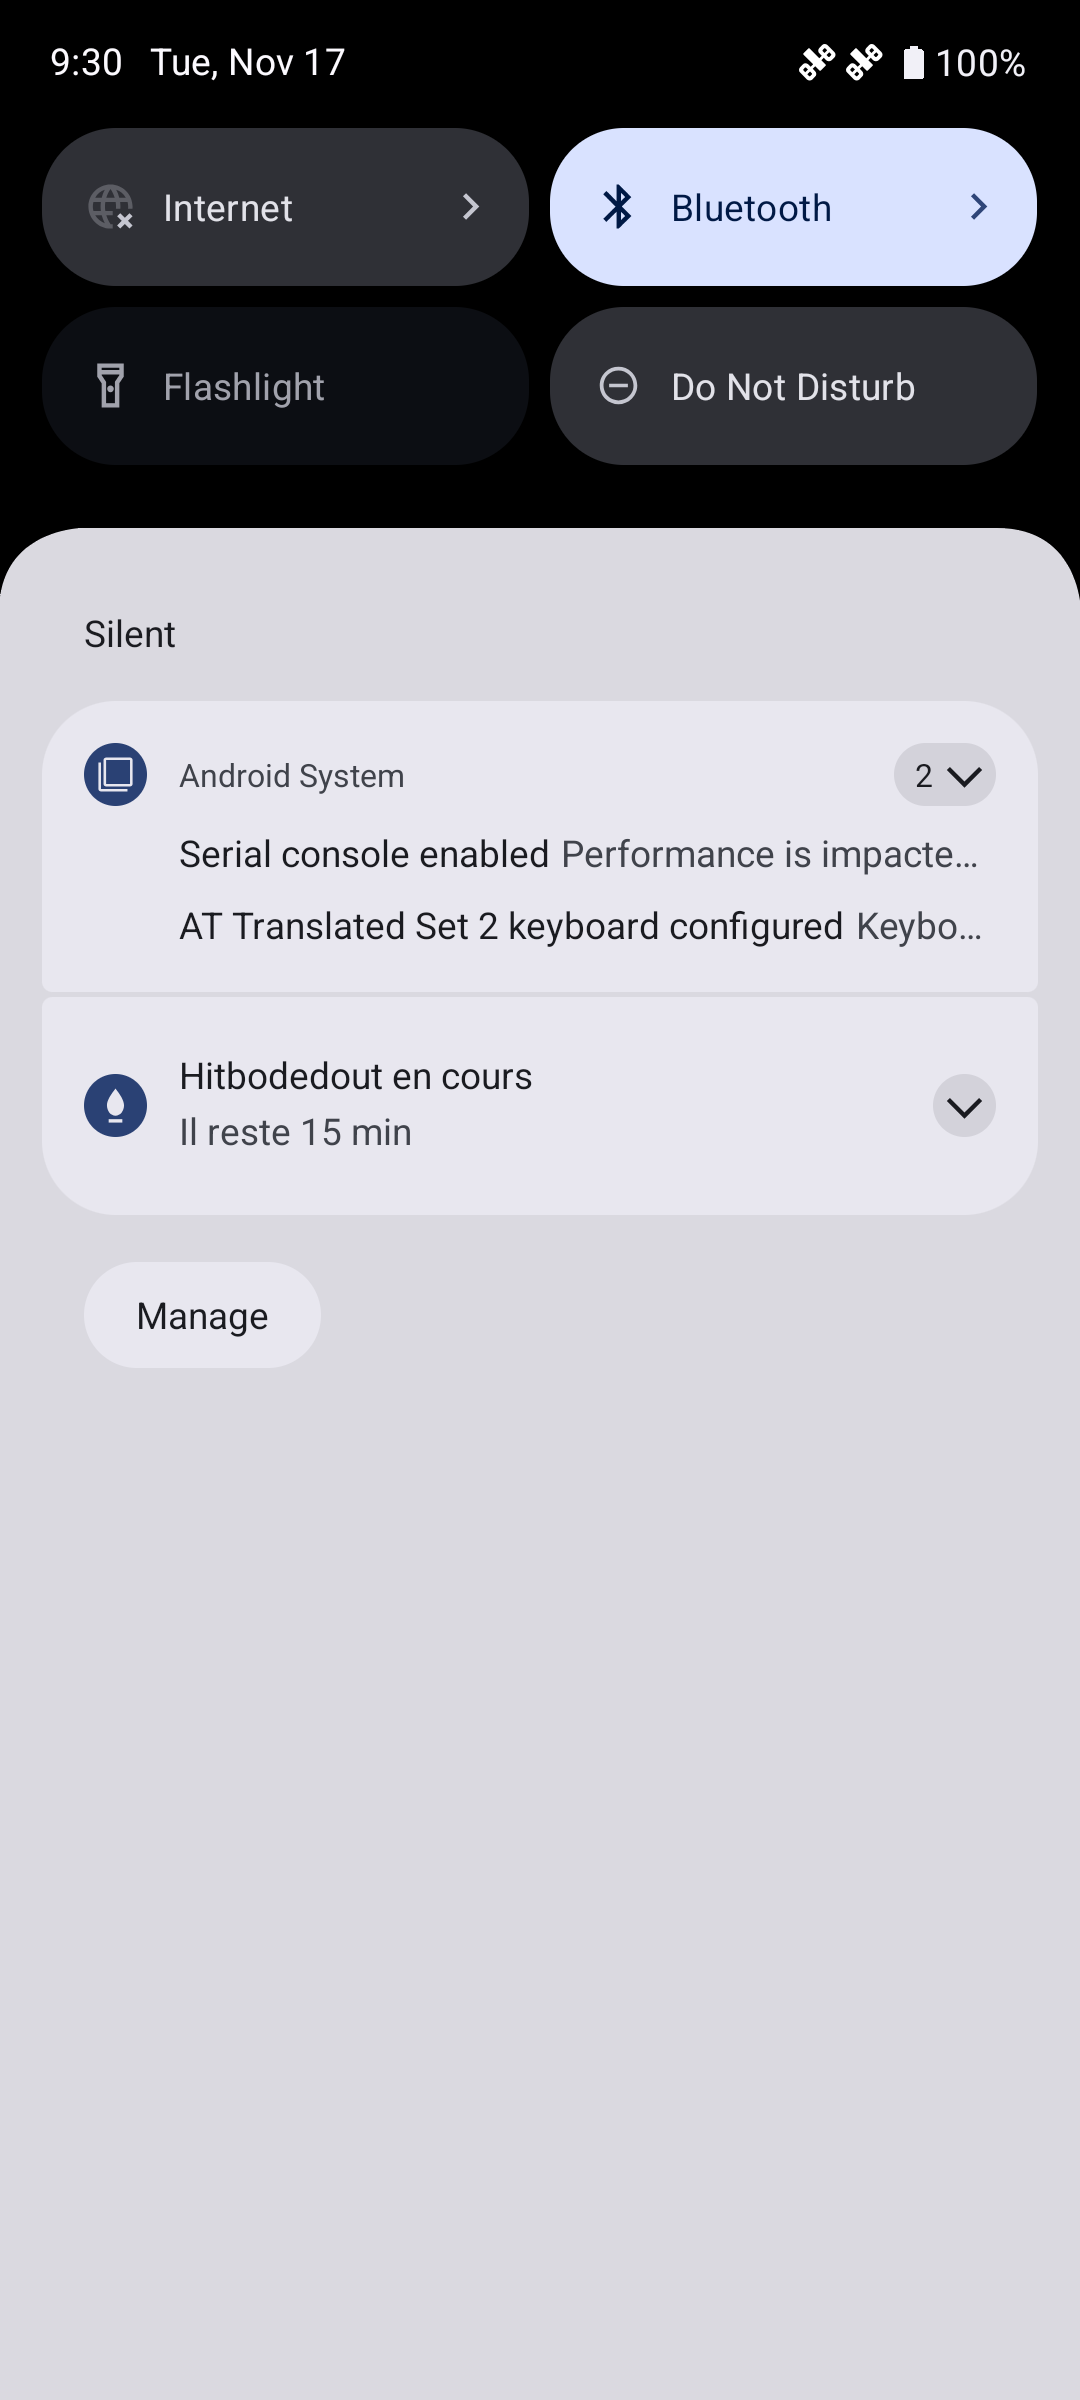 9:30 Tue, Nov 17 100%
Internet
Bluetooth
Flashlight
Do Not Disturb
Silent
Android System 2
Serial console enabled Performance is impacte…
AT Translated Set 2 keyboard configured Keybo…
Hitbodedout en cours
Il reste 15 min
Manage